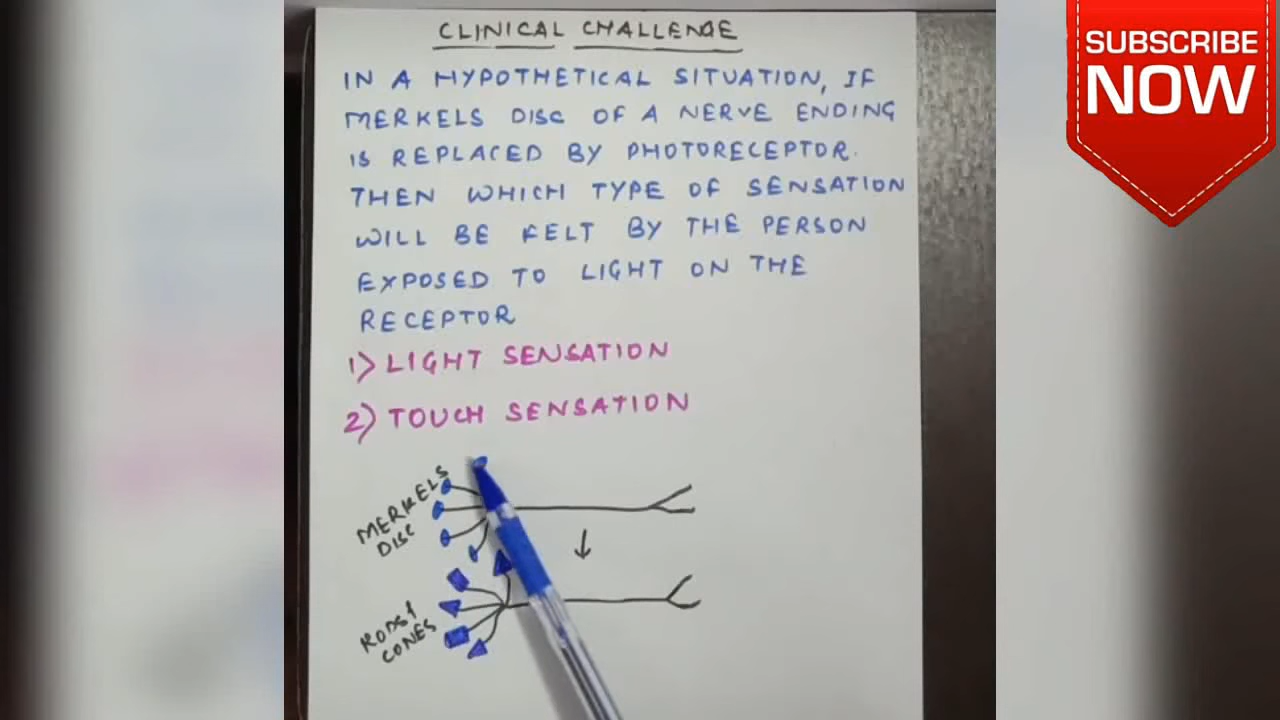 CLINICAL CHALLENGE
IN A HYPOTHETICAL SITUATION, IF
MERKELS DISC OF A NERVE ENDING
IS REPLACED BY PHOTORECEPTOR.
THEN WHICH TYPE OF SENSATION
WILL BE FELT BY THE PERSON
EXPOSED TO LIGHT ON THE
RECEPTOR
1) LIGHT SENSATION
2) TOUCH SENSATION
MERKELS
DISC
RODS &
CONES
SUBSCRIBE
NOW